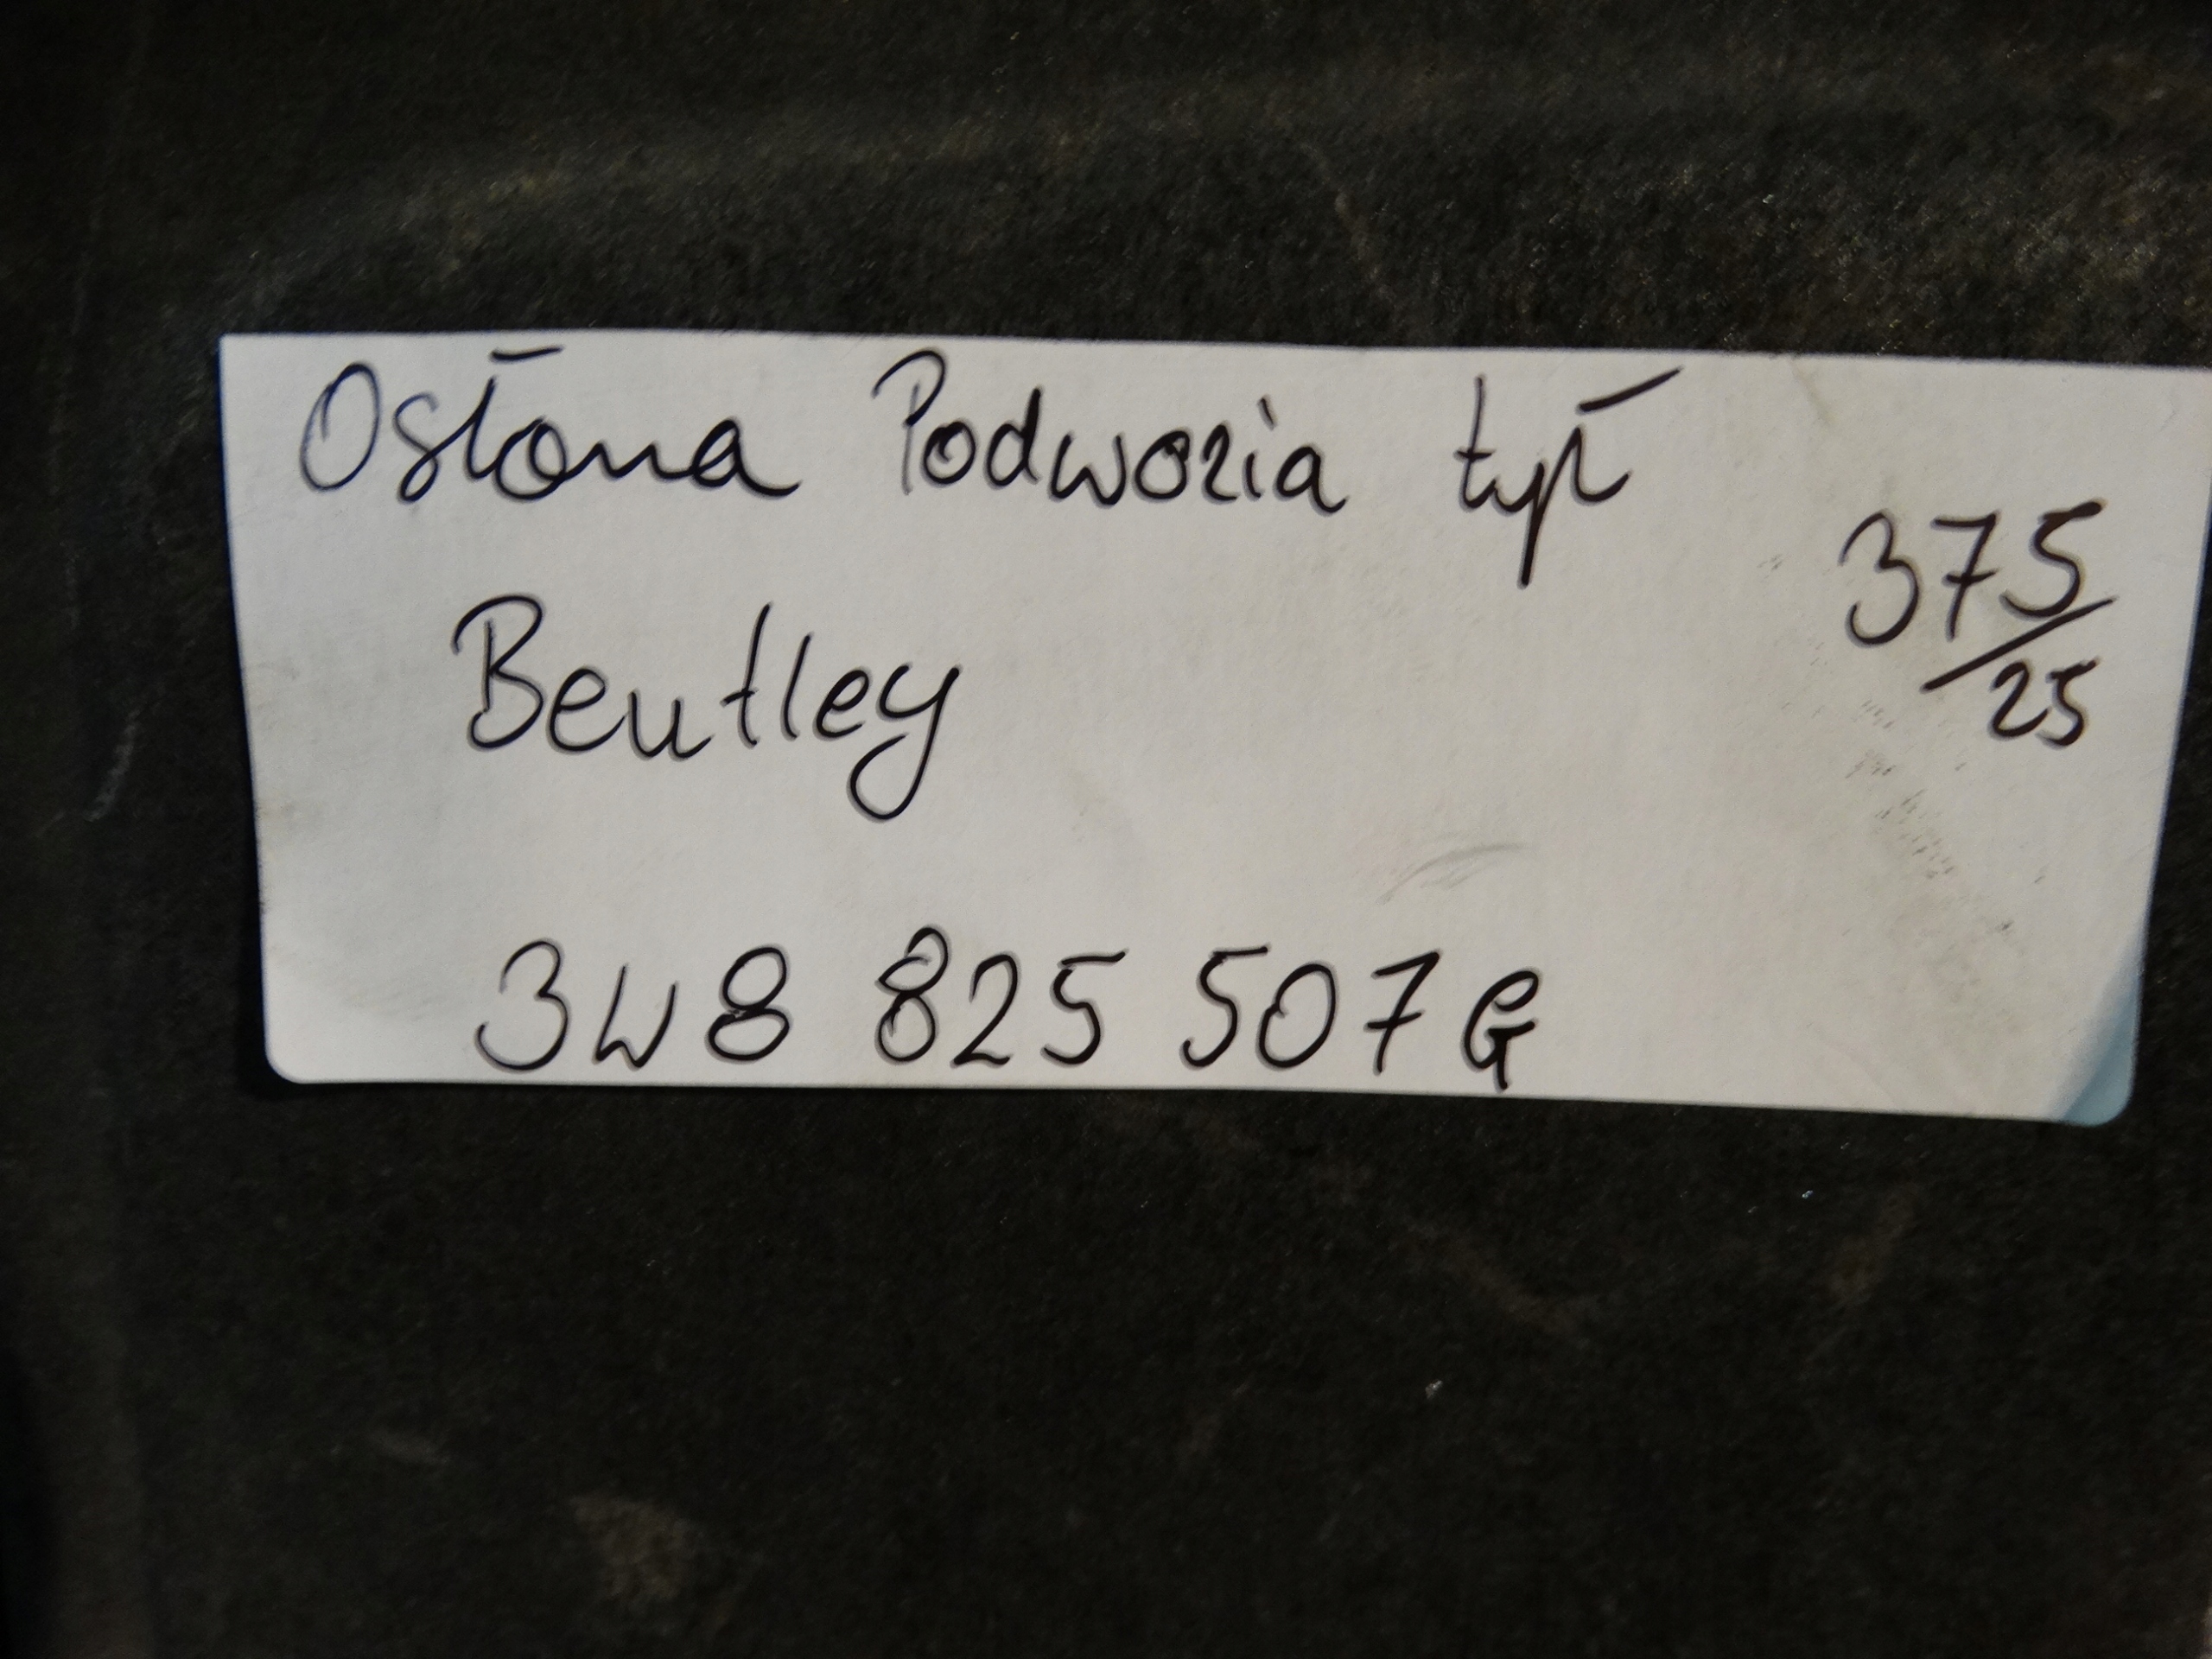 Osłona Podwozia tył
375/25
Bentley
3W8 825 507G